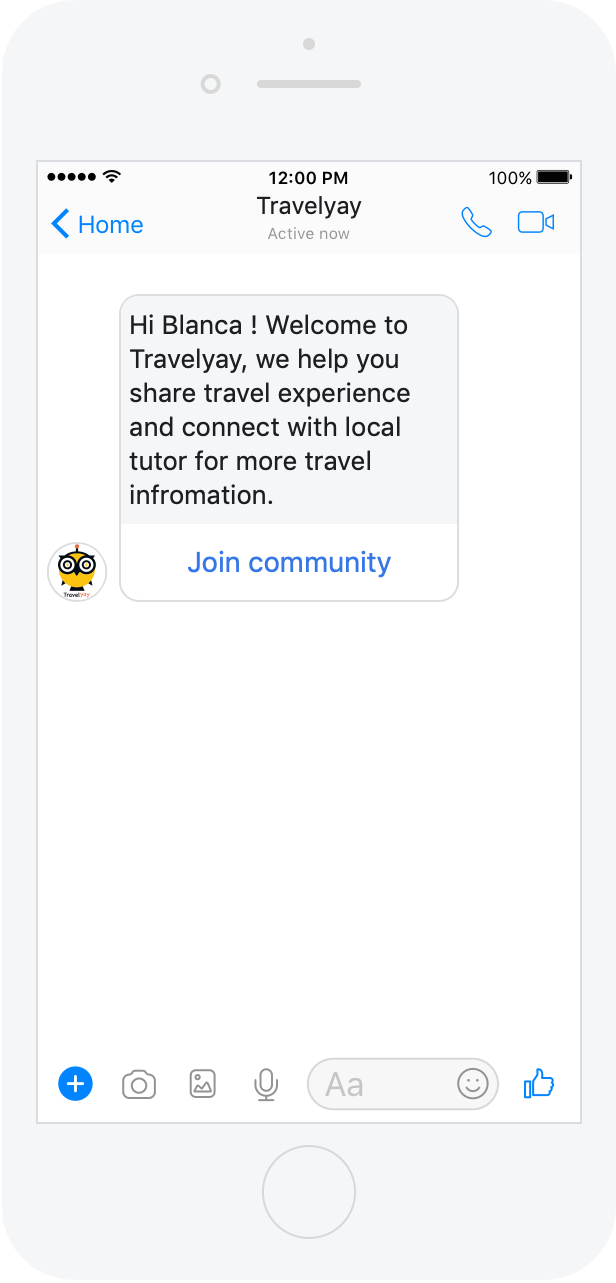 12:00 PM
100%
Home
Travelyay
Active now
Hi Blanca ! Welcome to
Travelyay, we help you
share travel experience
and connect with local
tutor for more travel
infromation.
Join community
Travelyay
Aa